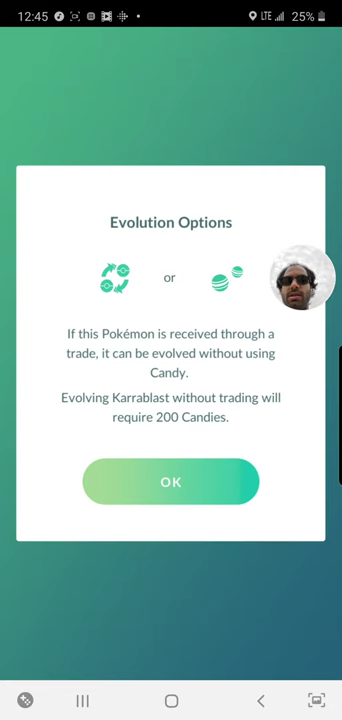 12:45 LTE 25%
Evolution Options
or
If this Pokémon is received through a
trade, it can be evolved without using
Candy.
Evolving Karrablast without trading will
require 200 Candies.
OK